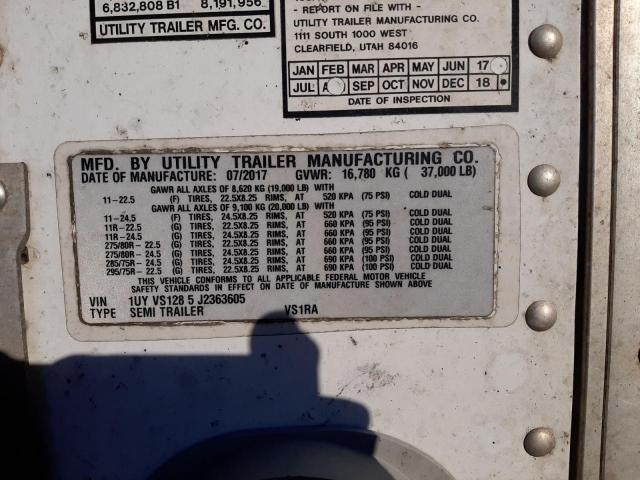 6,832,808 B1 8,191,956
UTILITY TRAILER MFG. CO.
- REPORT ON FILE WITH -
UTILITY TRAILER MANUFACTURING CO.
1111 SOUTH 1000 WEST
CLEARFIELD, UTAH 84016
JAN FEB MAR APR MAY JUN 17
JUL A SEP OCT NOV DEC 18
DATE OF INSPECTION
MFD. BY UTILITY TRAILER MANUFACTURING CO.
DATE OF MANUFACTURE: 07/2017 GVWR: 16,780 KG ( 37,000 LB)
GAWR ALL AXLES OF 8,620 KG (19,000 LB) WITH
11-22.5 (F) TIRES, 22.5X8.25 RIMS, AT 520 KPA (75 PSI) COLD DUAL
GAWR ALL AXLES OF 9,100 KG (20,000 LB) WITH
11-24.5 (F) TIRES, 24.5X8.25 RIMS, AT 520 KPA (75 PSI) COLD DUAL
11R-22.5 (G) TIRES, 22.5X8.25 RIMS, AT 660 KPA (95 PSI) COLD DUAL
11R-24.5 (G) TIRES, 24.5X8.25 RIMS, AT 660 KPA (95 PSI) COLD DUAL
275/80R-22.5 (G) TIRES, 22.5X8.25 RIMS, AT 660 KPA (95 PSI) COLD DUAL
275/80R-24.5 (G) TIRES, 24.5X8.25 RIMS, AT 660 KPA (95 PSI) COLD DUAL
285/75R-24.5 (G) TIRES, 24.5X8.25 RIMS, AT 690 KPA (100 PSI) COLD DUAL
295/75R-22.5 (G) TIRES, 22.5X8.25 RIMS, AT 690 KPA (100 PSI) COLD DUAL
THIS VEHICLE CONFORMS TO ALL APPLICABLE FEDERAL MOTOR VEHICLE
SAFETY STANDARDS IN EFFECT ON DATE OF MANUFACTURE SHOWN ABOVE
VIN 1UY VS128 5 J2363605
TYPE SEMI TRAILER VS1RA